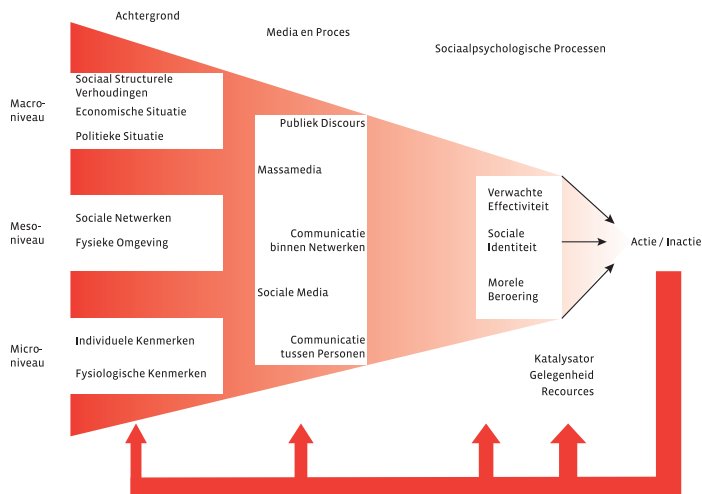 Achtergrond
Media en Proces
Sociaalpsychologische Processen
Macro-
niveau
Sociaal Structurele
Verhoudingen
Economische Situatie
Politieke Situatie
Meso-
niveau
Sociale Netwerken
Fysieke Omgeving
Micro-
niveau
Individuele Kenmerken
Fysiologische Kenmerken
Publiek Discours
Massamedia
Communicatie
binnen Netwerken
Sociale Media
Communicatie
tussen Personen
Verwachte
Effectiviteit
Sociale
Identiteit
Morele
Beroering
Actie / Inactie
Katalysator
Gelegenheid
Recources